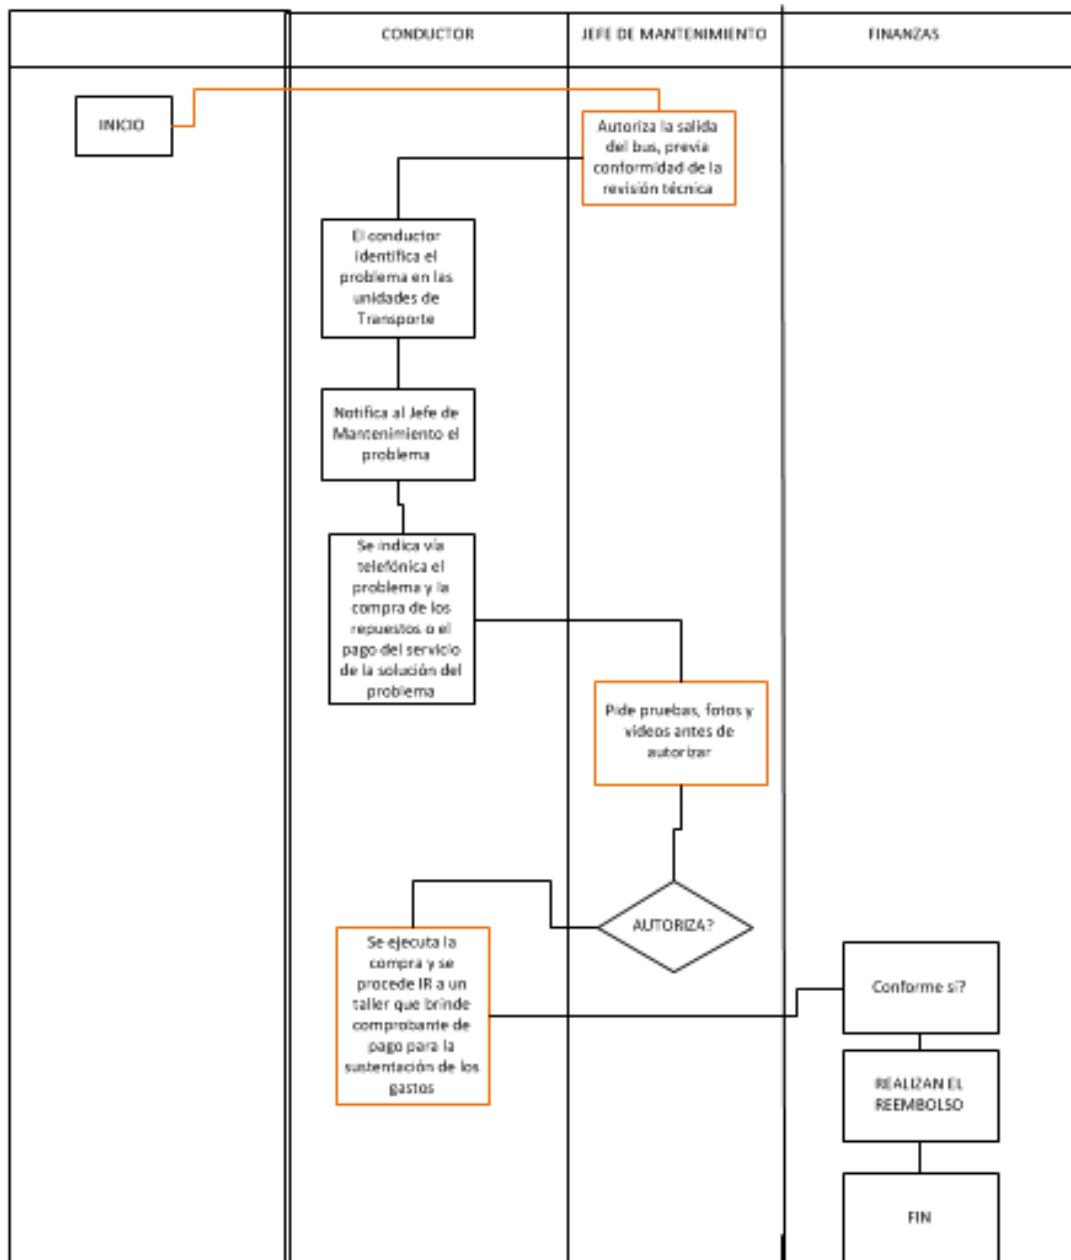 CONDUCTOR
JEFE DE MANTENIMIENTO
FINANZAS
INICIO
Autoriza la salida
del bus, previa
conformidad de la
revisión técnica
El conductor
identifica el
problema en las
unidades de
Transporte
Notifica al Jefe de
Mantenimiento el
problema
Se indica vía
telefónica el
problema y la
compra de los
repuestos o el
pago del servicio
de la solución del
problema
Pide pruebas, fotos y
videos antes de
autorizar
AUTORIZA?
Se ejecuta la
compra y se
procede IR a un
taller que brinde
comprobante de
pago para la
sustentación de los
gastos
Conforme si?
REALIZAN EL
REEMBOLSO
FIN